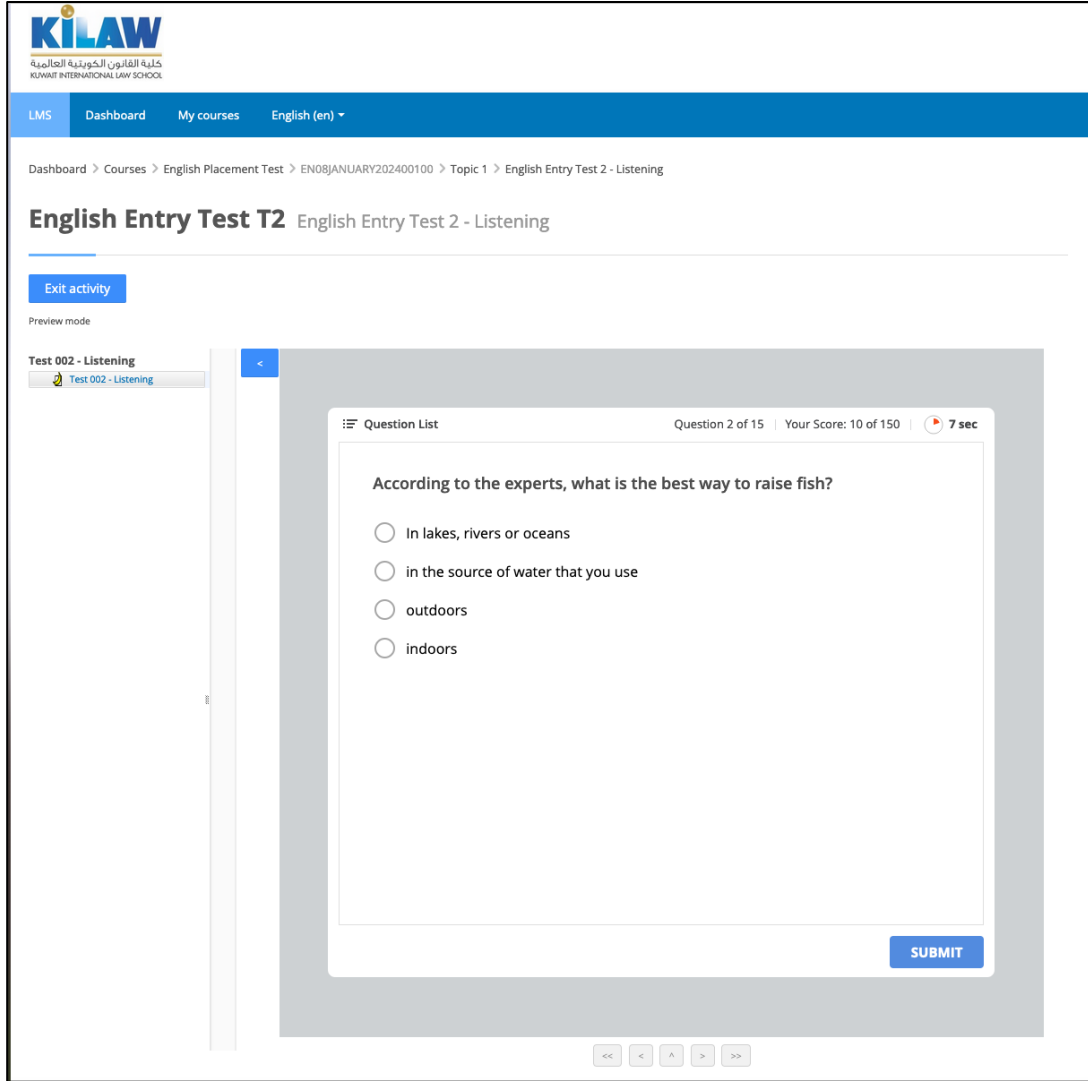 KiLAW
كلية القانون الكويتية العالمية
KUWAIT INTERNATIONAL LAW SCHOOL
LMS Dashboard My courses English (en)
Dashboard > Courses > English Placement Test > EN08JANUARY202400100 > Topic 1 > English Entry Test 2 - Listening
English Entry Test T2 English Entry Test 2 - Listening
Exit activity
Preview mode
Test 002 - Listening
Test 002 - Listening
<
Question List Question 2 of 15 | Your Score: 10 of 150 | 7 sec
According to the experts, what is the best way to raise fish?
In lakes, rivers or oceans
in the source of water that you use
outdoors
indoors
SUBMIT
<< < ^ > >>